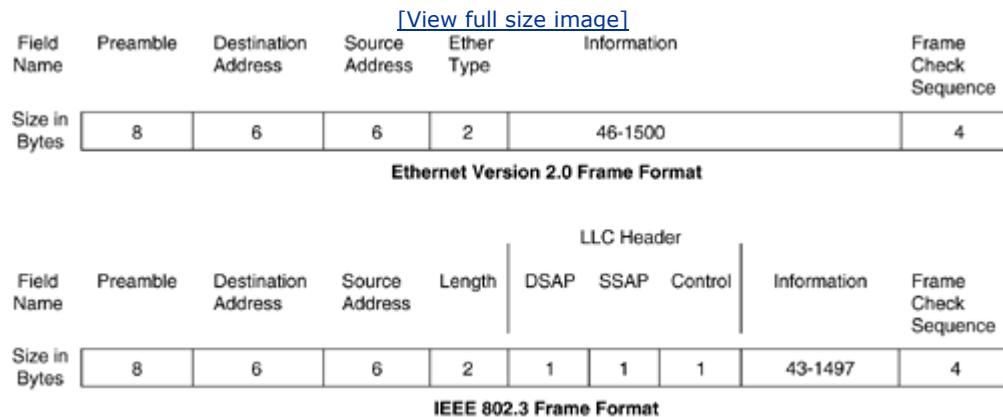 [View full size image]
Field Name Preamble Destination Address Source Address Ether Type Information Frame Check Sequence
Size in Bytes 8 6 6 2 46-1500 4
Ethernet Version 2.0 Frame Format
LLC Header
Field Name Preamble Destination Address Source Address Length DSAP SSAP Control Information Frame Check Sequence
Size in Bytes 8 6 6 2 1 1 1 43-1497 4
IEEE 802.3 Frame Format